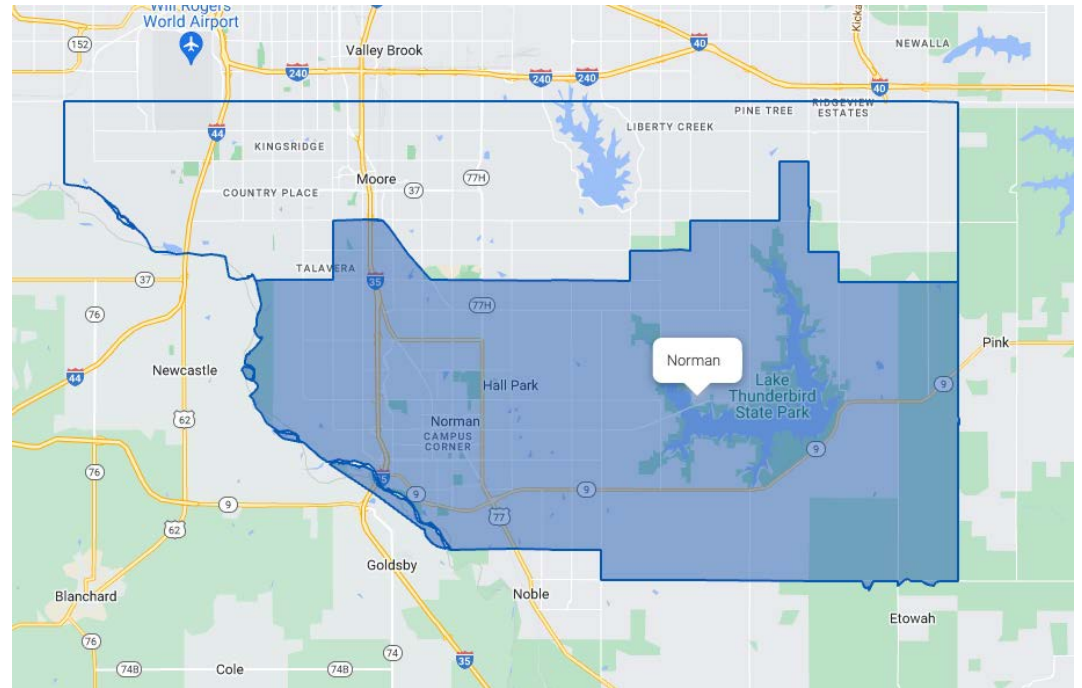 Will Rogers
World Airport
152
Valley Brook
40
Kicka
NEWALLA
240
240
240
40
PINE TREE
RIDGEVIEW
ESTATES
44
LIBERTY CREEK
KINGSRIDGE
Moore
37
77H
COUNTRY PLACE
TALAVERA
37
35
77H
76
Pink
Newcastle
Norman
44
Hall Park
Lake
Thunderbird
State Park
9
62
Norman
CAMPUS
CORNER
9
76
35
9
9
9
77
62
Goldsby
Blanchard
Noble
Etowah
76
74
35
74B
Cole
74B